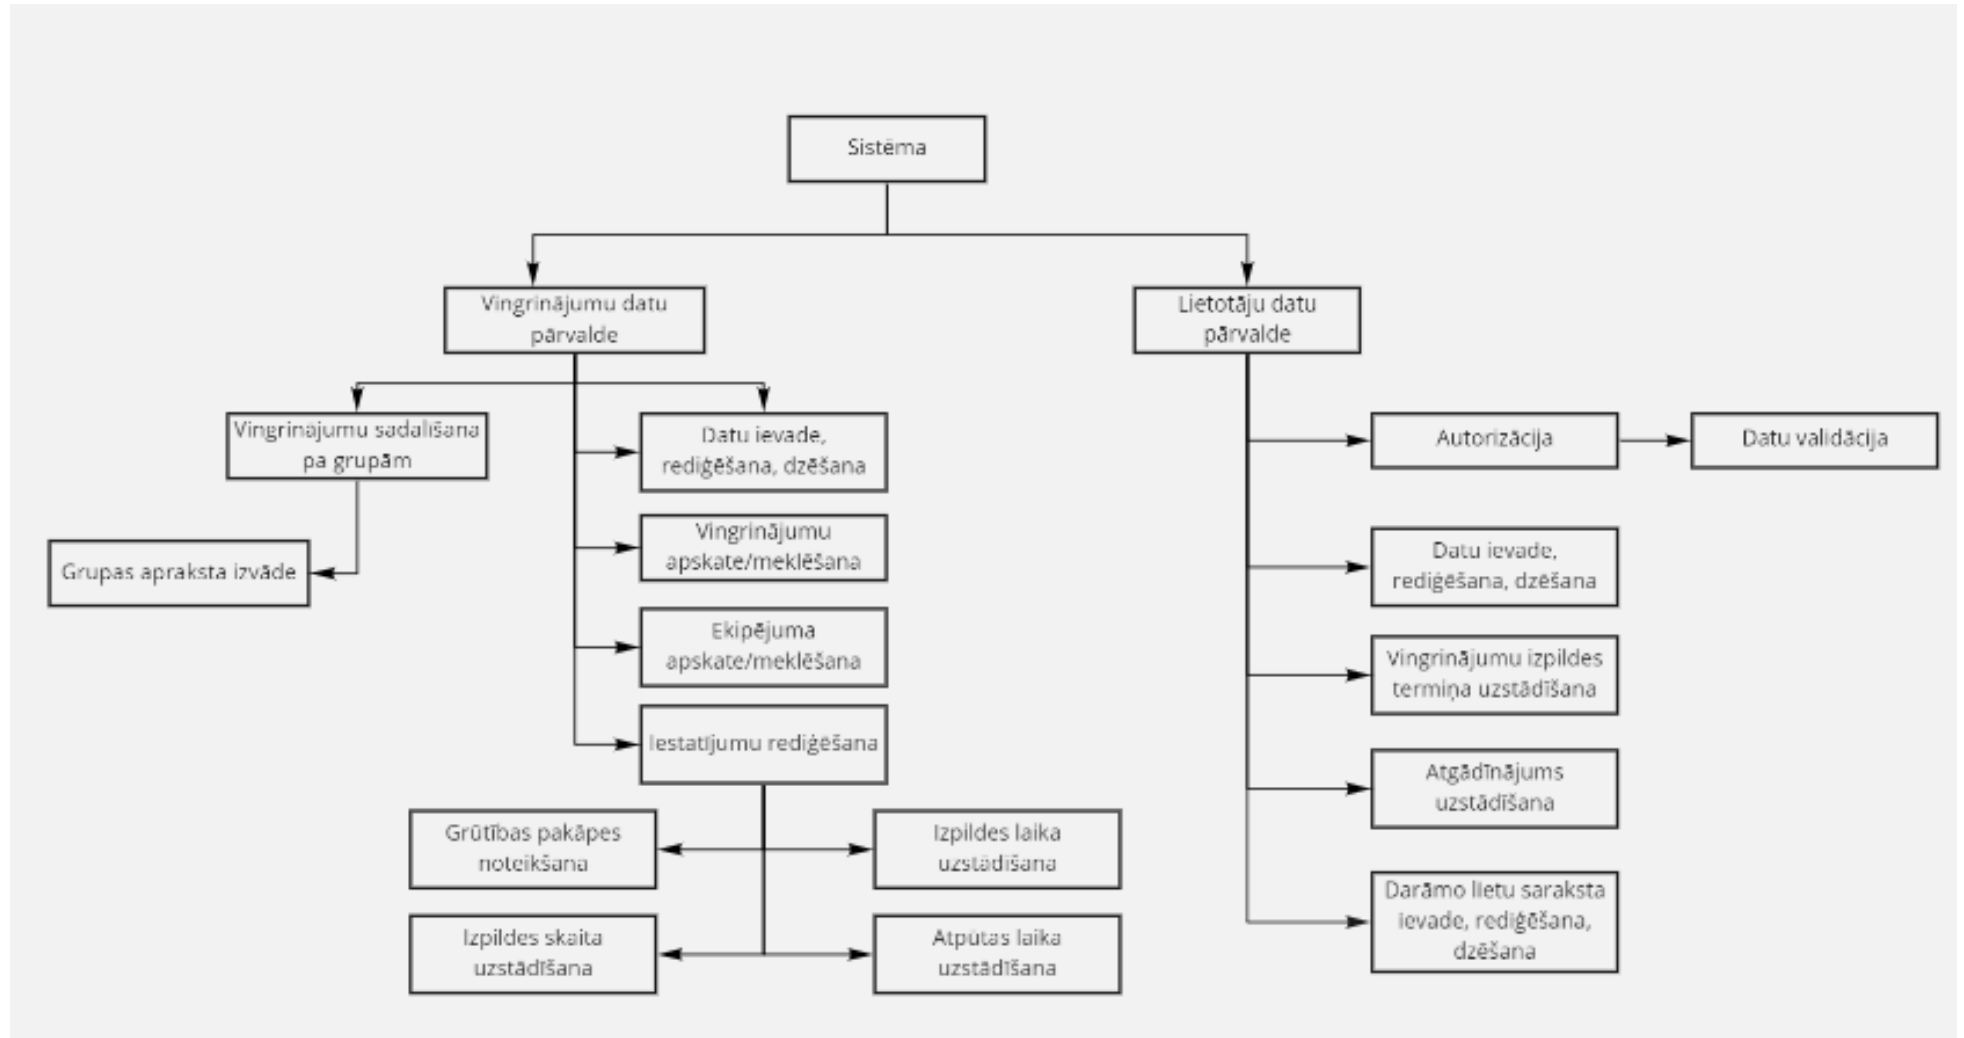 Sistēma
Vingrinājumu datu
pārvalde
Lietotāju datu
pārvalde
Vingrinājumu sadalīšana
pa grupām
Datu ievade,
rediģēšana, dzēšana
Autorizācija
Datu validācija
Grupas apraksta izvāde
Vingrinājumu
apskate/meklēšana
Datu ievade,
rediģēšana, dzēšana
Ekipējuma
apskate/meklēšana
Vingrinājumu izpildes
termiņa uzstādīšana
Iestatījumu rediģēšana
Atgādīnājums
uzstādīšana
Grūtības pakāpes
noteikšana
Izpildes laika
uzstādīšana
Darāmo lietu saraksta
ievade, rediģēšana,
dzēšana
Izpildes skaita
uzstādīšana
Atpūtas laika
uzstādīšana